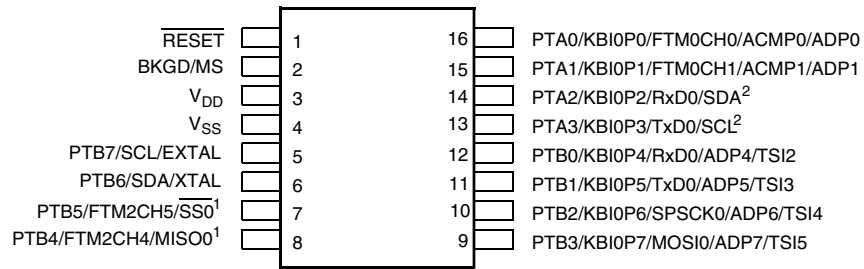 RESET 1 16 PTA0/KBI0P0/FTM0CH0/ACMP0/ADP0
BKGD/MS 2 15 PTA1/KBI0P1/FTM0CH1/ACMP1/ADP1
VDD 3 14 PTA2/KBI0P2/RxD0/SDA2
VSS 4 13 PTA3/KBI0P3/TxD0/SCL2
PTB7/SCL/EXTAL 5 12 PTB0/KBI0P4/RxD0/ADP4/TSI2
PTB6/SDA/XTAL 6 11 PTB1/KBI0P5/TxD0/ADP5/TSI3
PTB5/FTM2CH5/SS01 7 10 PTB2/KBI0P6/SPSCK0/ADP6/TSI4
PTB4/FTM2CH4/MISO01 8 9 PTB3/KBI0P7/MOSI0/ADP7/TSI5